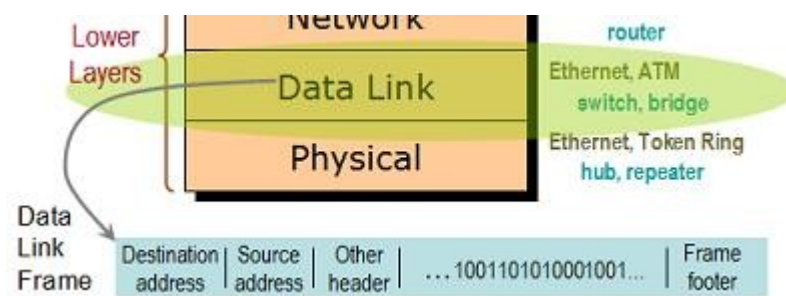 Network
Lower
Layers
router
Data Link
Ethernet, ATM
switch, bridge
Physical
Ethernet, Token Ring
hub, repeater
Data
Link
Frame
Destination
address
Source
address
Other
header
...1001101010001001...
Frame
footer